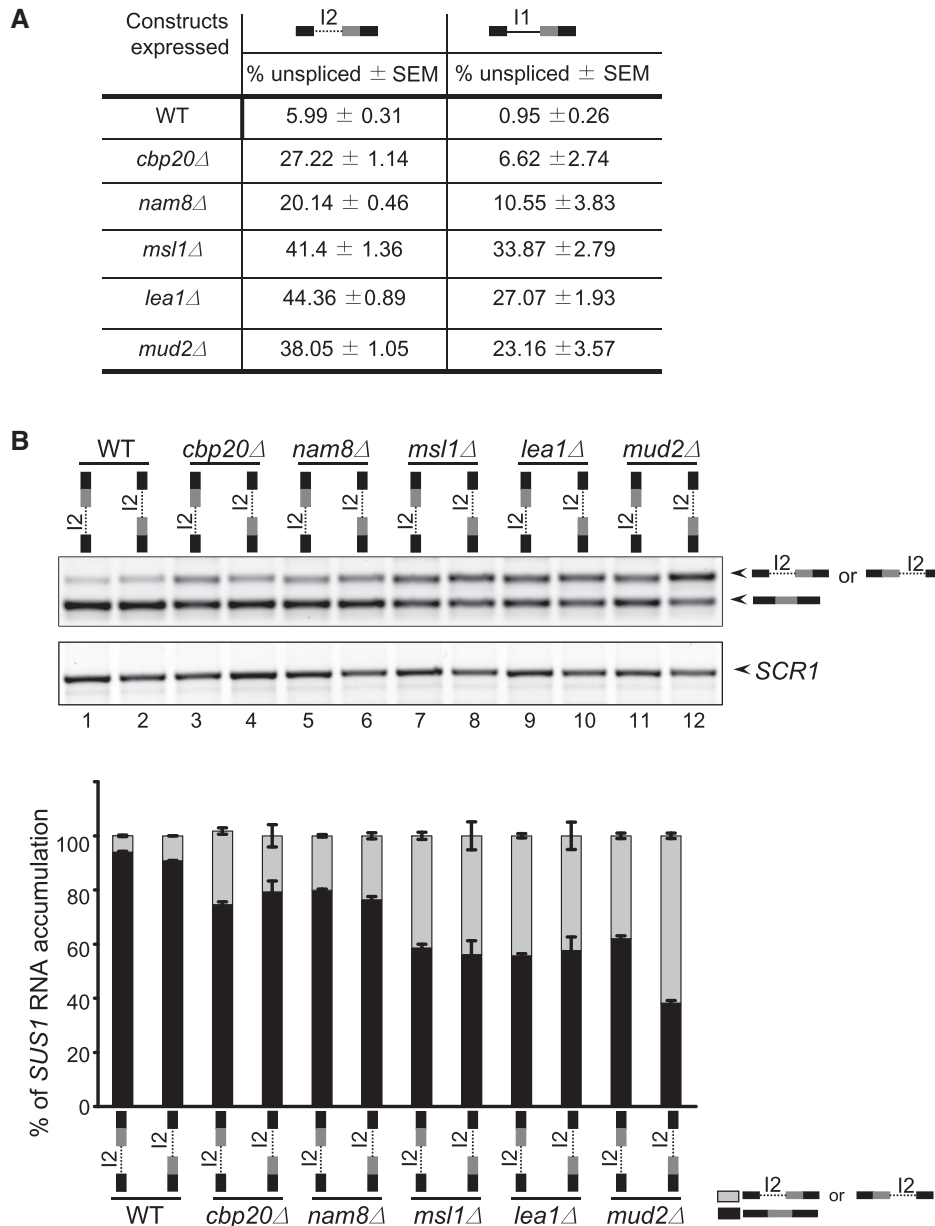 A
Constructs expressed I2 I1
% unspliced ± SEM % unspliced ± SEM
WT 5.99 ± 0.31 0.95 ±0.26
cbp20Δ 27.22 ± 1.14 6.62 ±2.74
nam8Δ 20.14 ± 0.46 10.55 ±3.83
msl1Δ 41.4 ± 1.36 33.87 ±2.79
lea1Δ 44.36 ±0.89 27.07 ±1.93
mud2Δ 38.05 ± 1.05 23.16 ±3.57
B
WT cbp20Δ nam8Δ msl1Δ lea1Δ mud2Δ
I2 I2 I2 I2 I2 I2 I2 I2 I2 I2 I2 I2
I2 or I2
SCR1
1 2 3 4 5 6 7 8 9 10 11 12
% of SUS1 RNA accumulation
100
80
60
40
20
0
I2 I2 I2 I2 I2 I2 I2 I2 I2 I2 I2 I2
WT cbp20Δ nam8Δ msl1Δ lea1Δ mud2Δ
I2 or I2